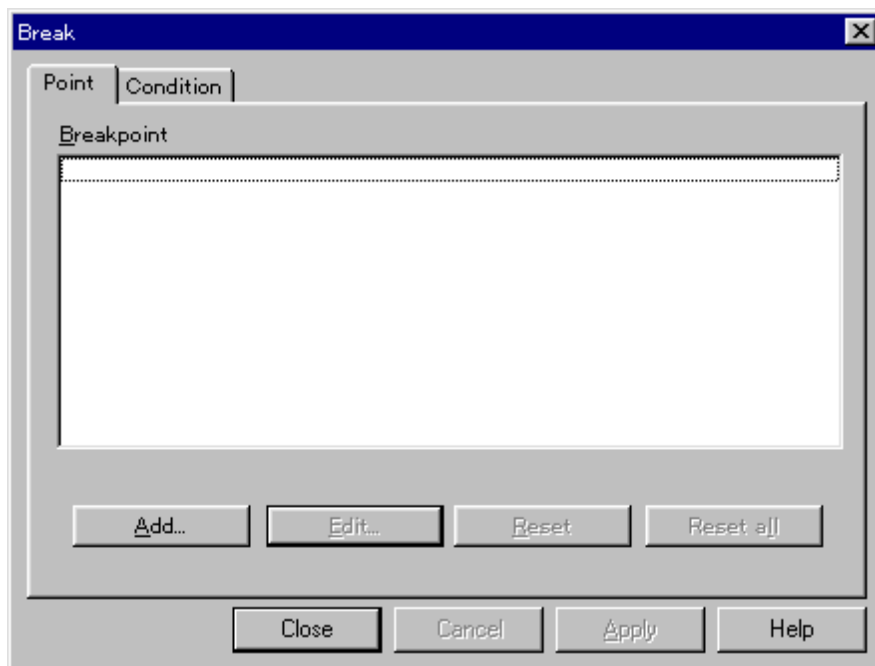 Break
Point Condition
Breakpoint
Add... Edit... Reset Reset all
Close Cancel Apply Help